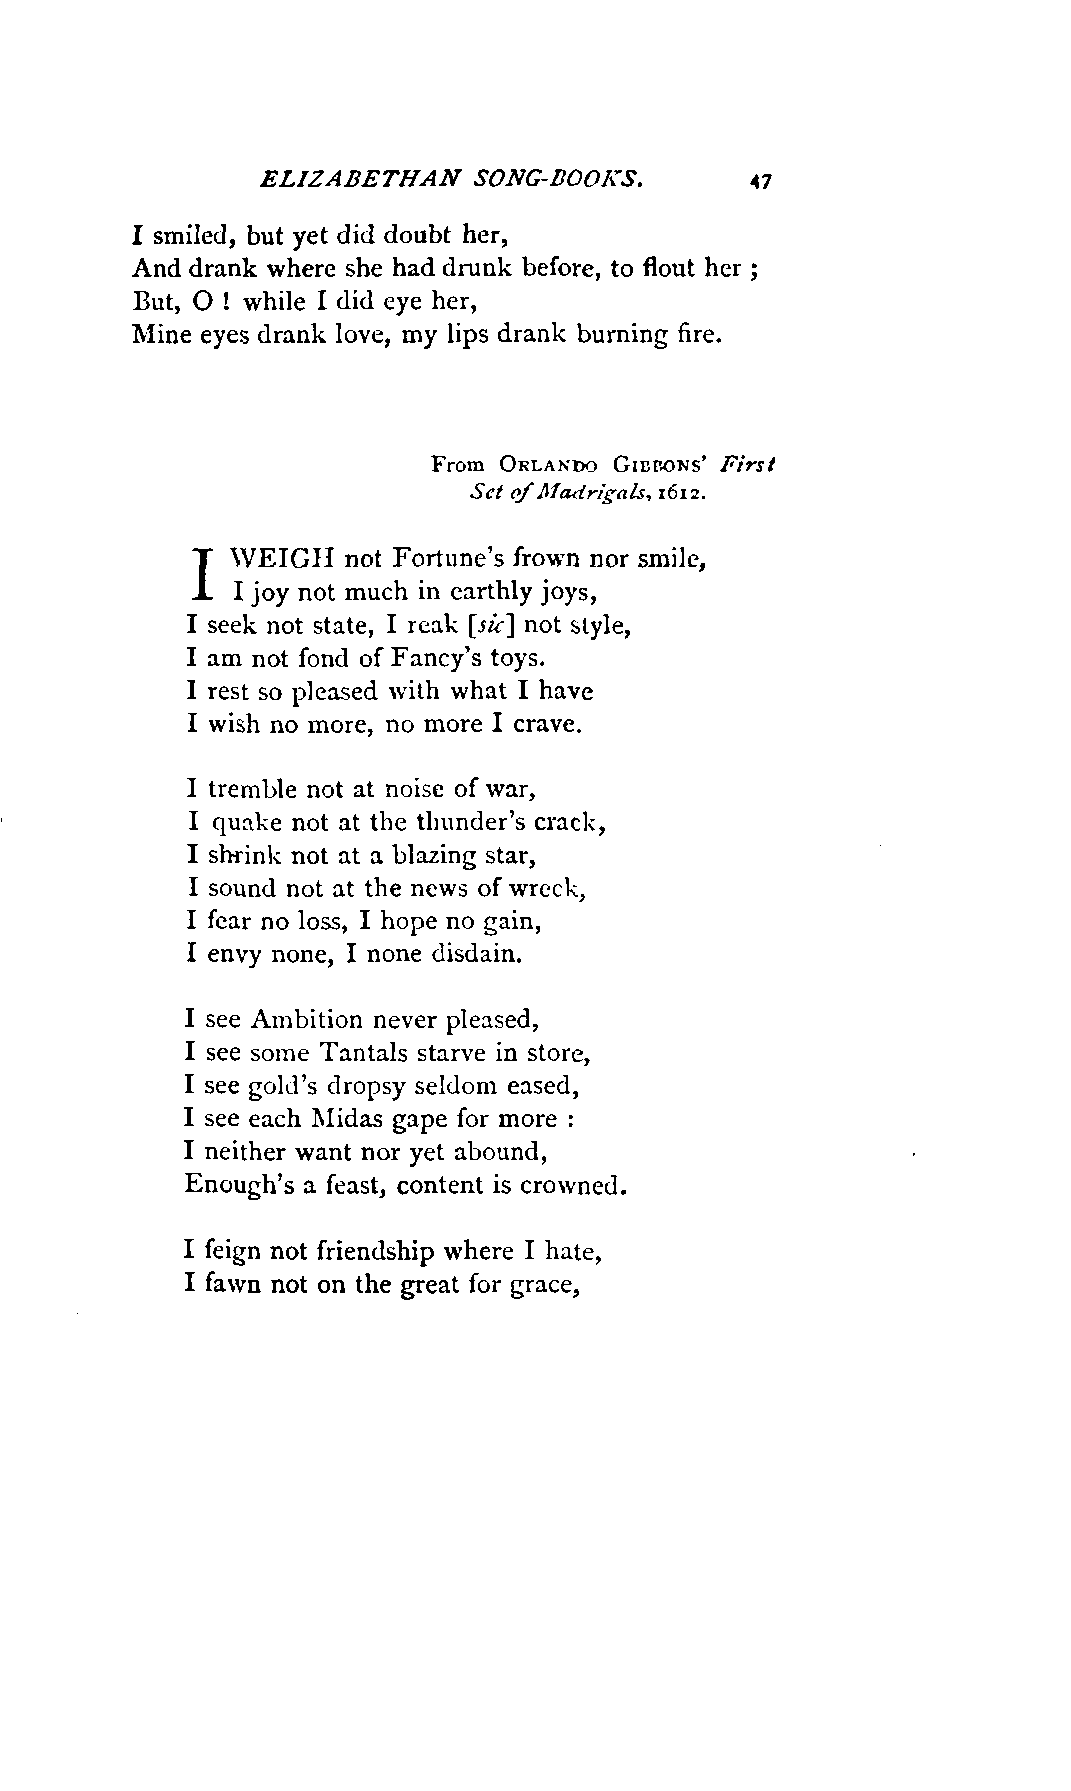 ELIZABETHAN SONG-BOOKS. 47
I smiled, but yet did doubt her,
And drank where she had drunk before, to flout her ;
But, O ! while I did eye her,
Mine eyes drank love, my lips drank burning fire.
From ORLANDO GIBBONS' First
Set of Madrigals, 1612.
I WEIGH not Fortune's frown nor smile,
I joy not much in earthly joys,
I seek not state, I reak [sic] not style,
I am not fond of Fancy's toys.
I rest so pleased with what I have
I wish no more, no more I crave.
I tremble not at noise of war,
I quake not at the thunder's crack,
I shrink not at a blazing star,
I sound not at the news of wreck,
I fear no loss, I hope no gain,
I envy none, I none disdain.
I see Ambition never pleased,
I see some Tantals starve in store,
I see gold's dropsy seldom eased,
I see each Midas gape for more :
I neither want nor yet abound,
Enough's a feast, content is crowned.
I feign not friendship where I hate,
I fawn not on the great for grace,